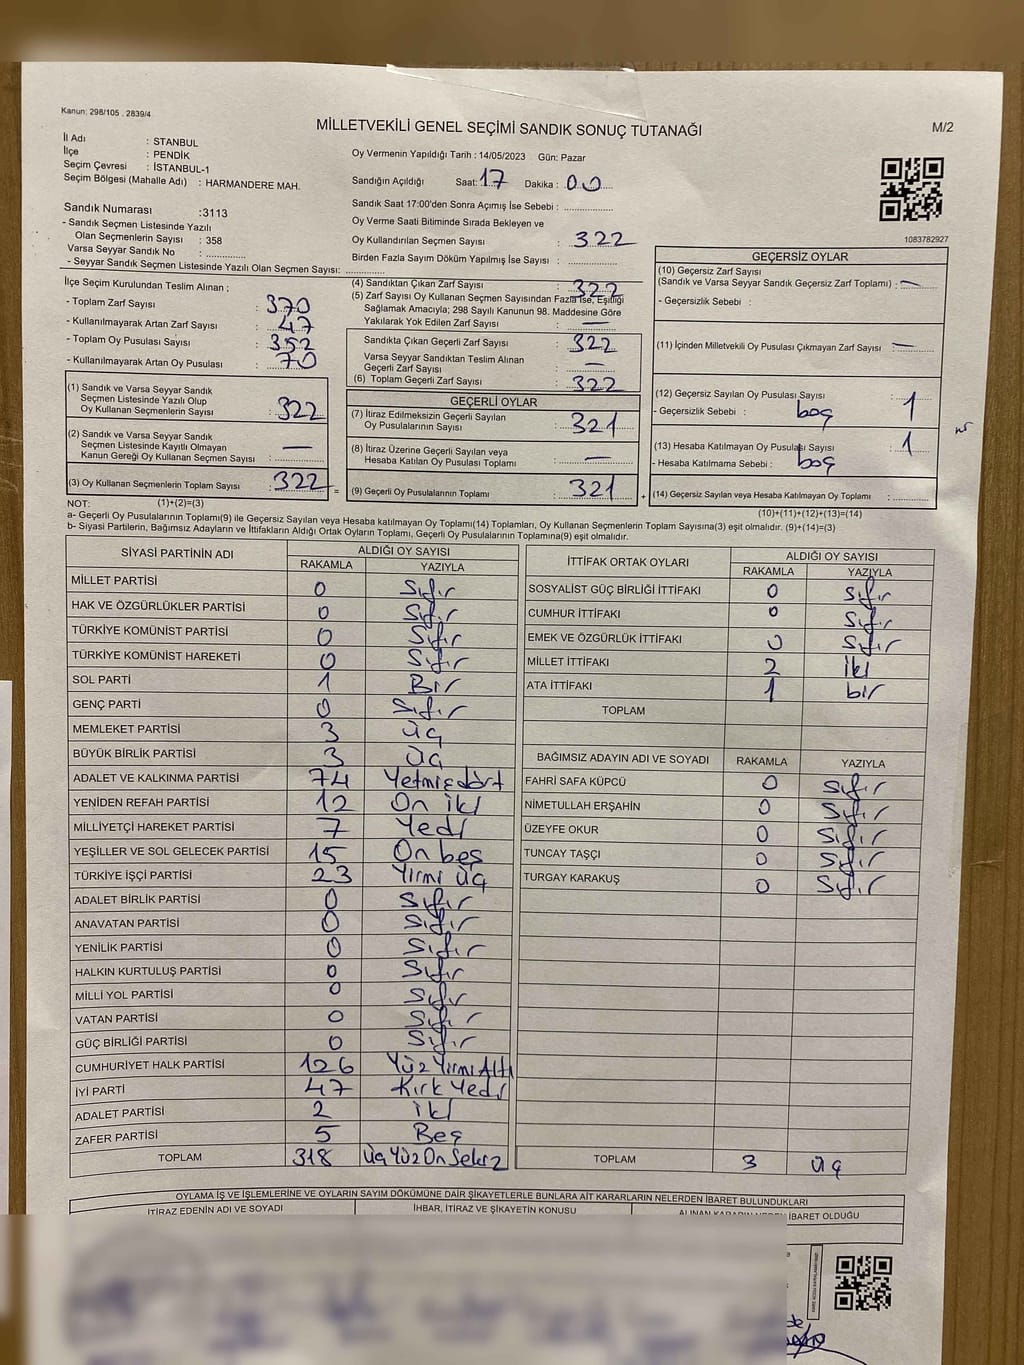 Kanun: 298/105 . 2839/4
MİLLETVEKİLİ GENEL SEÇİMİ SANDIK SONUÇ TUTANAĞI
M/2
İl Adı : STANBUL
İlçe : PENDİK
Seçim Çevresi : İSTANBUL-1
Seçim Bölgesi (Mahalle Adı) : HARMANDERE MAH.
Sandık Numarası :3113
- Sandık Seçmen Listesinde Yazılı
Olan Seçmenlerin Sayısı : 358
Varsa Seyyar Sandık No : ..............
- Seyyar Sandık Seçmen Listesinde Yazılı Olan Seçmen Sayısı: ..............
Oy Vermenin Yapıldığı Tarih : 14/05/2023 Gün: Pazar
Sandığın Açıldığı Saat: 17 Dakika : 00
Sandık Saat 17:00'den Sonra Açımış İse Sebebi : ..............
Oy Verme Saati Bitiminde Sırada Bekleyen ve
Oy Kullandırılan Seçmen Sayısı : 322
Birden Fazla Sayım Döküm Yapılmış İse Sayısı : ..............
1083782927
İlçe Seçim Kurulundan Teslim Alınan ;
- Toplam Zarf Sayısı : 370
- Kullanılmayarak Artan Zarf Sayısı : 47
- Toplam Oy Pusulası Sayısı : 352
- Kullanılmayarak Artan Oy Pusulası : 70
(1) Sandık ve Varsa Seyyar Sandık
Seçmen Listesinde Yazılı Olup
Oy Kullanan Seçmenlerin Sayısı : 322
(2) Sandık ve Varsa Seyyar Sandık
Seçmen Listesinde Kayıtlı Olmayan
Kanun Gereği Oy Kullanan Seçmen Sayısı : —
(3) Oy Kullanan Seçmenlerin Toplam Sayısı : 322 =
(4) Sandıktan Çıkan Zarf Sayısı : 322
(5) Zarf Sayısı Oy Kullanan Seçmen Sayısından Fazla İse, Eşitliği
Sağlamak Amacıyla; 298 Sayılı Kanunun 98. Maddesine Göre
Yakılarak Yok Edilen Zarf Sayısı : —
Sandıkta Çıkan Geçerli Zarf Sayısı : 322
Varsa Seyyar Sandıktan Teslim Alınan
Geçerli Zarf Sayısı : —
(6) Toplam Geçerli Zarf Sayısı : 322
GEÇERLİ OYLAR
(7) İtiraz Edilmeksizin Geçerli Sayılan
Oy Pusulalarının Sayısı : 321
(8) İtiraz Üzerine Geçerli Sayılan veya
Hesaba Katılan Oy Pusulası Toplamı : —
(9) Geçerli Oy Pusulalarının Toplamı : 321 +
GEÇERSİZ OYLAR
(10) Geçersiz Zarf Sayısı
(Sandık ve Varsa Seyyar Sandık Geçersiz Zarf Toplamı) : —
- Geçersizlik Sebebi :
(11) İçinden Milletvekili Oy Pusulası Çıkmayan Zarf Sayısı : —
(12) Geçersiz Sayılan Oy Pusulası Sayısı : 1
- Geçersizlik Sebebi : boş
(13) Hesaba Katılmayan Oy Pusulası Sayısı : 1
- Hesaba Katılmama Sebebi : boş
(14) Geçersiz Sayılan veya Hesaba Katılmayan Oy Toplamı : ..............
NOT: (1)+(2)=(3) (10)+(11)+(12)+(13)=(14)
a- Geçerli Oy Pusulalarının Toplamı(9) ile Geçersiz Sayılan veya Hesaba katılmayan Oy Toplamı(14) Toplamları, Oy Kullanan Seçmenlerin Toplam Sayısına(3) eşit olmalıdır. (9)+(14)=(3)
b- Siyasi Partilerin, Bağımsız Adayların ve İttifakların Aldığı Ortak Oyların Toplamı, Geçerli Oy Pusulalarının Toplamına(9) eşit olmalıdır.
SİYASİ PARTİNİN ADI ALDIĞI OY SAYISI
RAKAMLA YAZIYLA
MİLLET PARTİSİ 0 Sıfır
HAK VE ÖZGÜRLÜKLER PARTİSİ 0 Sıfır
TÜRKİYE KOMÜNİST PARTİSİ 0 Sıfır
TÜRKİYE KOMÜNİST HAREKETİ 0 Sıfır
SOL PARTİ 1 Bir
GENÇ PARTİ 0 Sıfır
MEMLEKET PARTİSİ 3 üç
BÜYÜK BİRLİK PARTİSİ 3 üç
ADALET VE KALKINMA PARTİSİ 74 Yetmişdört
YENİDEN REFAH PARTİSİ 12 On iki
MİLLİYETÇİ HAREKET PARTİSİ 7 Yedi
YEŞİLLER VE SOL GELECEK PARTİSİ 15 On beş
TÜRKİYE İŞÇİ PARTİSİ 23 Yirmi üç
ADALET BİRLİK PARTİSİ 0 Sıfır
ANAVATAN PARTİSİ 0 Sıfır
YENİLİK PARTİSİ 0 Sıfır
HALKIN KURTULUŞ PARTİSİ 0 Sıfır
MİLLİ YOL PARTİSİ 0 Sıfır
VATAN PARTİSİ 0 Sıfır
GÜÇ BİRLİĞİ PARTİSİ 0 Sıfır
CUMHURİYET HALK PARTİSİ 126 Yüz Yirmi Altı
İYİ PARTİ 47 Kırk Yedi
ADALET PARTİSİ 2 iki
ZAFER PARTİSİ 5 Beş
TOPLAM 318 üç Yüz On Sekiz
İTTİFAK ORTAK OYLARI ALDIĞI OY SAYISI
RAKAMLA YAZIYLA
SOSYALİST GÜÇ BİRLİĞİ İTTİFAKI 0 Sıfır
CUMHUR İTTİFAKI 0 Sıfır
EMEK VE ÖZGÜRLÜK İTTİFAKI 0 Sıfır
MİLLET İTTİFAKI 2 iki
ATA İTTİFAKI 1 bir
TOPLAM
BAĞIMSIZ ADAYIN ADI VE SOYADI RAKAMLA YAZIYLA
FAHRİ SAFA KÜPCÜ 0 Sıfır
NİMETULLAH ERŞAHİN 0 Sıfır
ÜZEYFE OKUR 0 Sıfır
TUNCAY TAŞÇI 0 Sıfır
TURGAY KARAKUŞ 0 Sıfır
TOPLAM 3 üç
OYLAMA İŞ VE İŞLEMLERİNE VE OYLARIN SAYIM DÖKÜMÜNE DAİR ŞİKAYETLERLE BUNLARA AİT KARARLARIN NELERDEN İBARET BULUNDUKLARI
İTİRAZ EDENİN ADI VE SOYADI İHBAR, İTİRAZ VE ŞİKAYETİN KONUSU ALINAN KARARIN NEDEN İBARET OLDUĞU